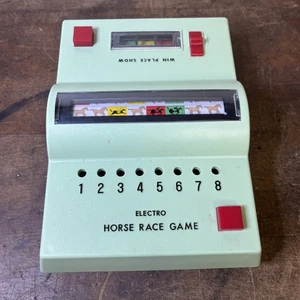 WIN PLACE SHOW
1 2 3 4 5 6 7 8
ELECTRO
HORSE RACE GAME